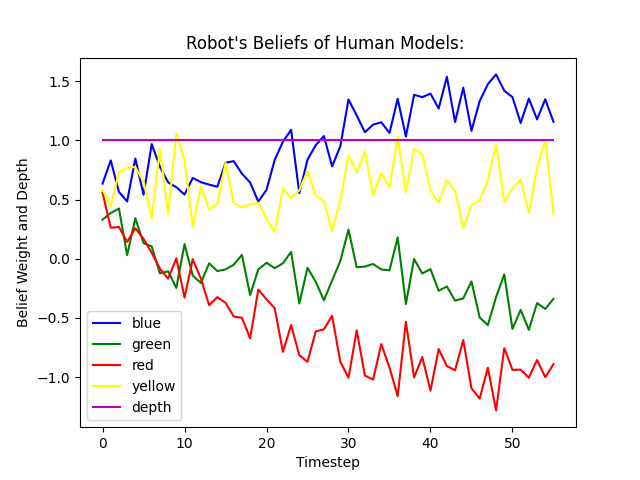 Robot's Beliefs of Human Models:
Belief Weight and Depth
1.5
1.0
0.5
0.0
−0.5
−1.0
blue
green
red
yellow
depth
0 10 20 30 40 50
Timestep